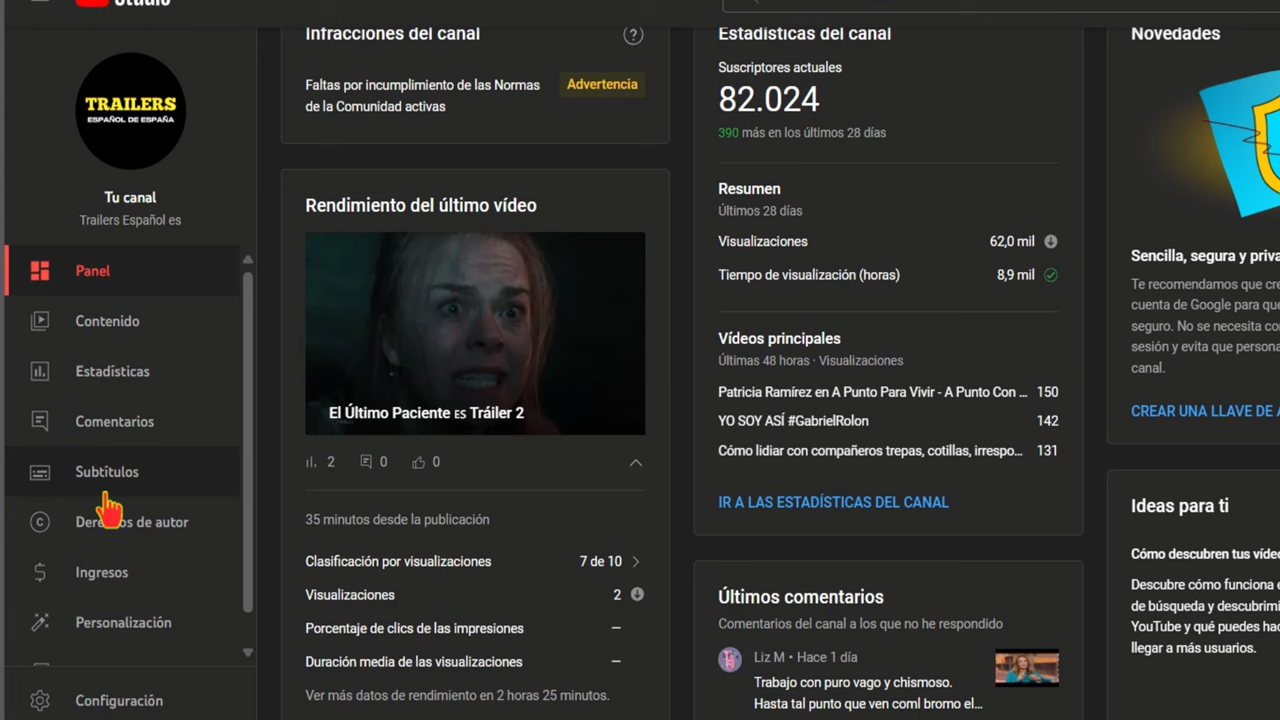 Studio
TRAILERS
ESPAÑOL DE ESPAÑA
Tu canal
Trailers Español es
Panel
Contenido
Estadísticas
Comentarios
Subtítulos
Derechos de autor
Ingresos
Personalización
Configuración
Infracciones del canal
Faltas por incumplimiento de las Normas
de la Comunidad activas
Advertencia
Rendimiento del último vídeo
El Último Paciente ES Tráiler 2
2 0 0
35 minutos desde la publicación
Clasificación por visualizaciones 7 de 10
Visualizaciones 2
Porcentaje de clics de las impresiones –
Duración media de las visualizaciones –
Ver más datos de rendimiento en 2 horas 25 minutos.
Estadísticas del canal
Suscriptores actuales
82.024
390 más en los últimos 28 días
Resumen
Últimos 28 días
Visualizaciones 62,0 mil
Tiempo de visualización (horas) 8,9 mil
Vídeos principales
Últimas 48 horas · Visualizaciones
Patricia Ramírez en A Punto Para Vivir - A Punto Con ... 150
YO SOY ASÍ #GabrielRolon 142
Cómo lidiar con compañeros trepas, cotillas, irrespo... 131
IR A LAS ESTADÍSTICAS DEL CANAL
Últimos comentarios
Comentarios del canal a los que no he respondido
Liz M • Hace 1 día
Trabajo con puro vago y chismoso.
Hasta tal punto que ven coml bromo el...
Novedades
Sencilla, segura y priva
Te recomendamos que cre
cuenta de Google para que
seguro. No se necesita co
sesión y evita que persona
canal.
CREAR UNA LLAVE DE A
Ideas para ti
Cómo descubren tus víde
Descubre cómo funciona e
de búsqueda y descubrimi
YouTube y qué puedes hac
llegar a más usuarios.